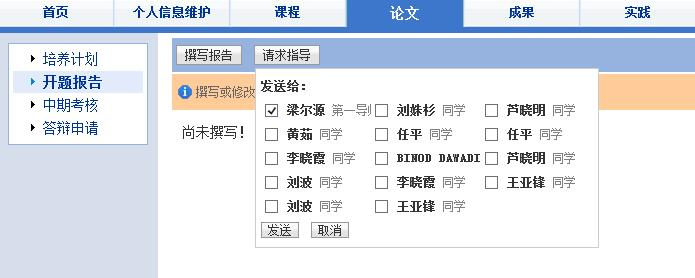 首页 个人信息维护 课程 论文 成果 实践
培养计划
开题报告
中期考核
答辩申请
撰写报告 请求指导
撰写或修改
尚未撰写！
发送给：
梁尔源 第一导 刘姝杉 同学 芦晓明 同学
黄茹 同学 任平 同学 任平 同学
李晓霞 同学 BINOD DAWADI 芦晓明 同学
刘波 同学 李晓霞 同学 王亚锋 同学
刘波 同学 王亚锋 同学
发送 取消